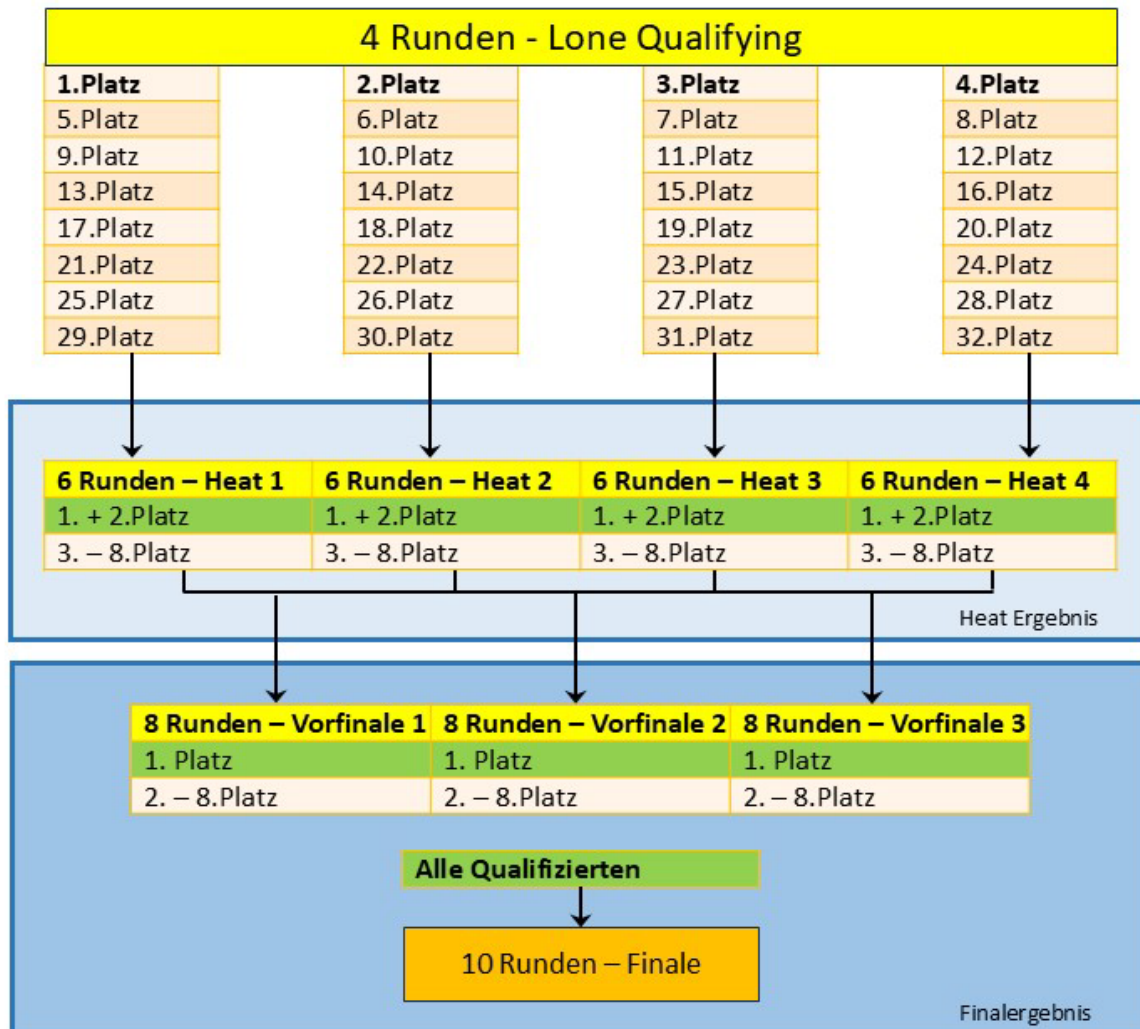 4 Runden - Lone Qualifying
1.Platz 2.Platz 3.Platz 4.Platz
5.Platz 6.Platz 7.Platz 8.Platz
9.Platz 10.Platz 11.Platz 12.Platz
13.Platz 14.Platz 15.Platz 16.Platz
17.Platz 18.Platz 19.Platz 20.Platz
21.Platz 22.Platz 23.Platz 24.Platz
25.Platz 26.Platz 27.Platz 28.Platz
29.Platz 30.Platz 31.Platz 32.Platz
6 Runden – Heat 1 6 Runden – Heat 2 6 Runden – Heat 3 6 Runden – Heat 4
1. + 2.Platz 1. + 2.Platz 1. + 2.Platz 1. + 2.Platz
3. – 8.Platz 3. – 8.Platz 3. – 8.Platz 3. – 8.Platz
Heat Ergebnis
8 Runden – Vorfinale 1 8 Runden – Vorfinale 2 8 Runden – Vorfinale 3
1. Platz 1. Platz 1. Platz
2. – 8.Platz 2. – 8.Platz 2. – 8.Platz
Alle Qualifizierten
10 Runden – Finale
Finalergebnis